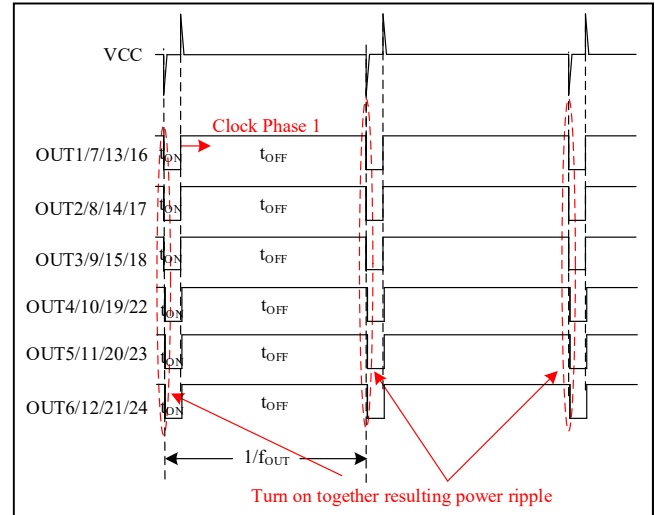 VCC
Clock Phase 1
OUT1/7/13/16 tON tOFF
OUT2/8/14/17 tON tOFF
OUT3/9/15/18 tON tOFF
OUT4/10/19/22 tON tOFF
OUT5/11/20/23 tON tOFF
OUT6/12/21/24 tON tOFF
1/fOUT
Turn on together resulting power ripple